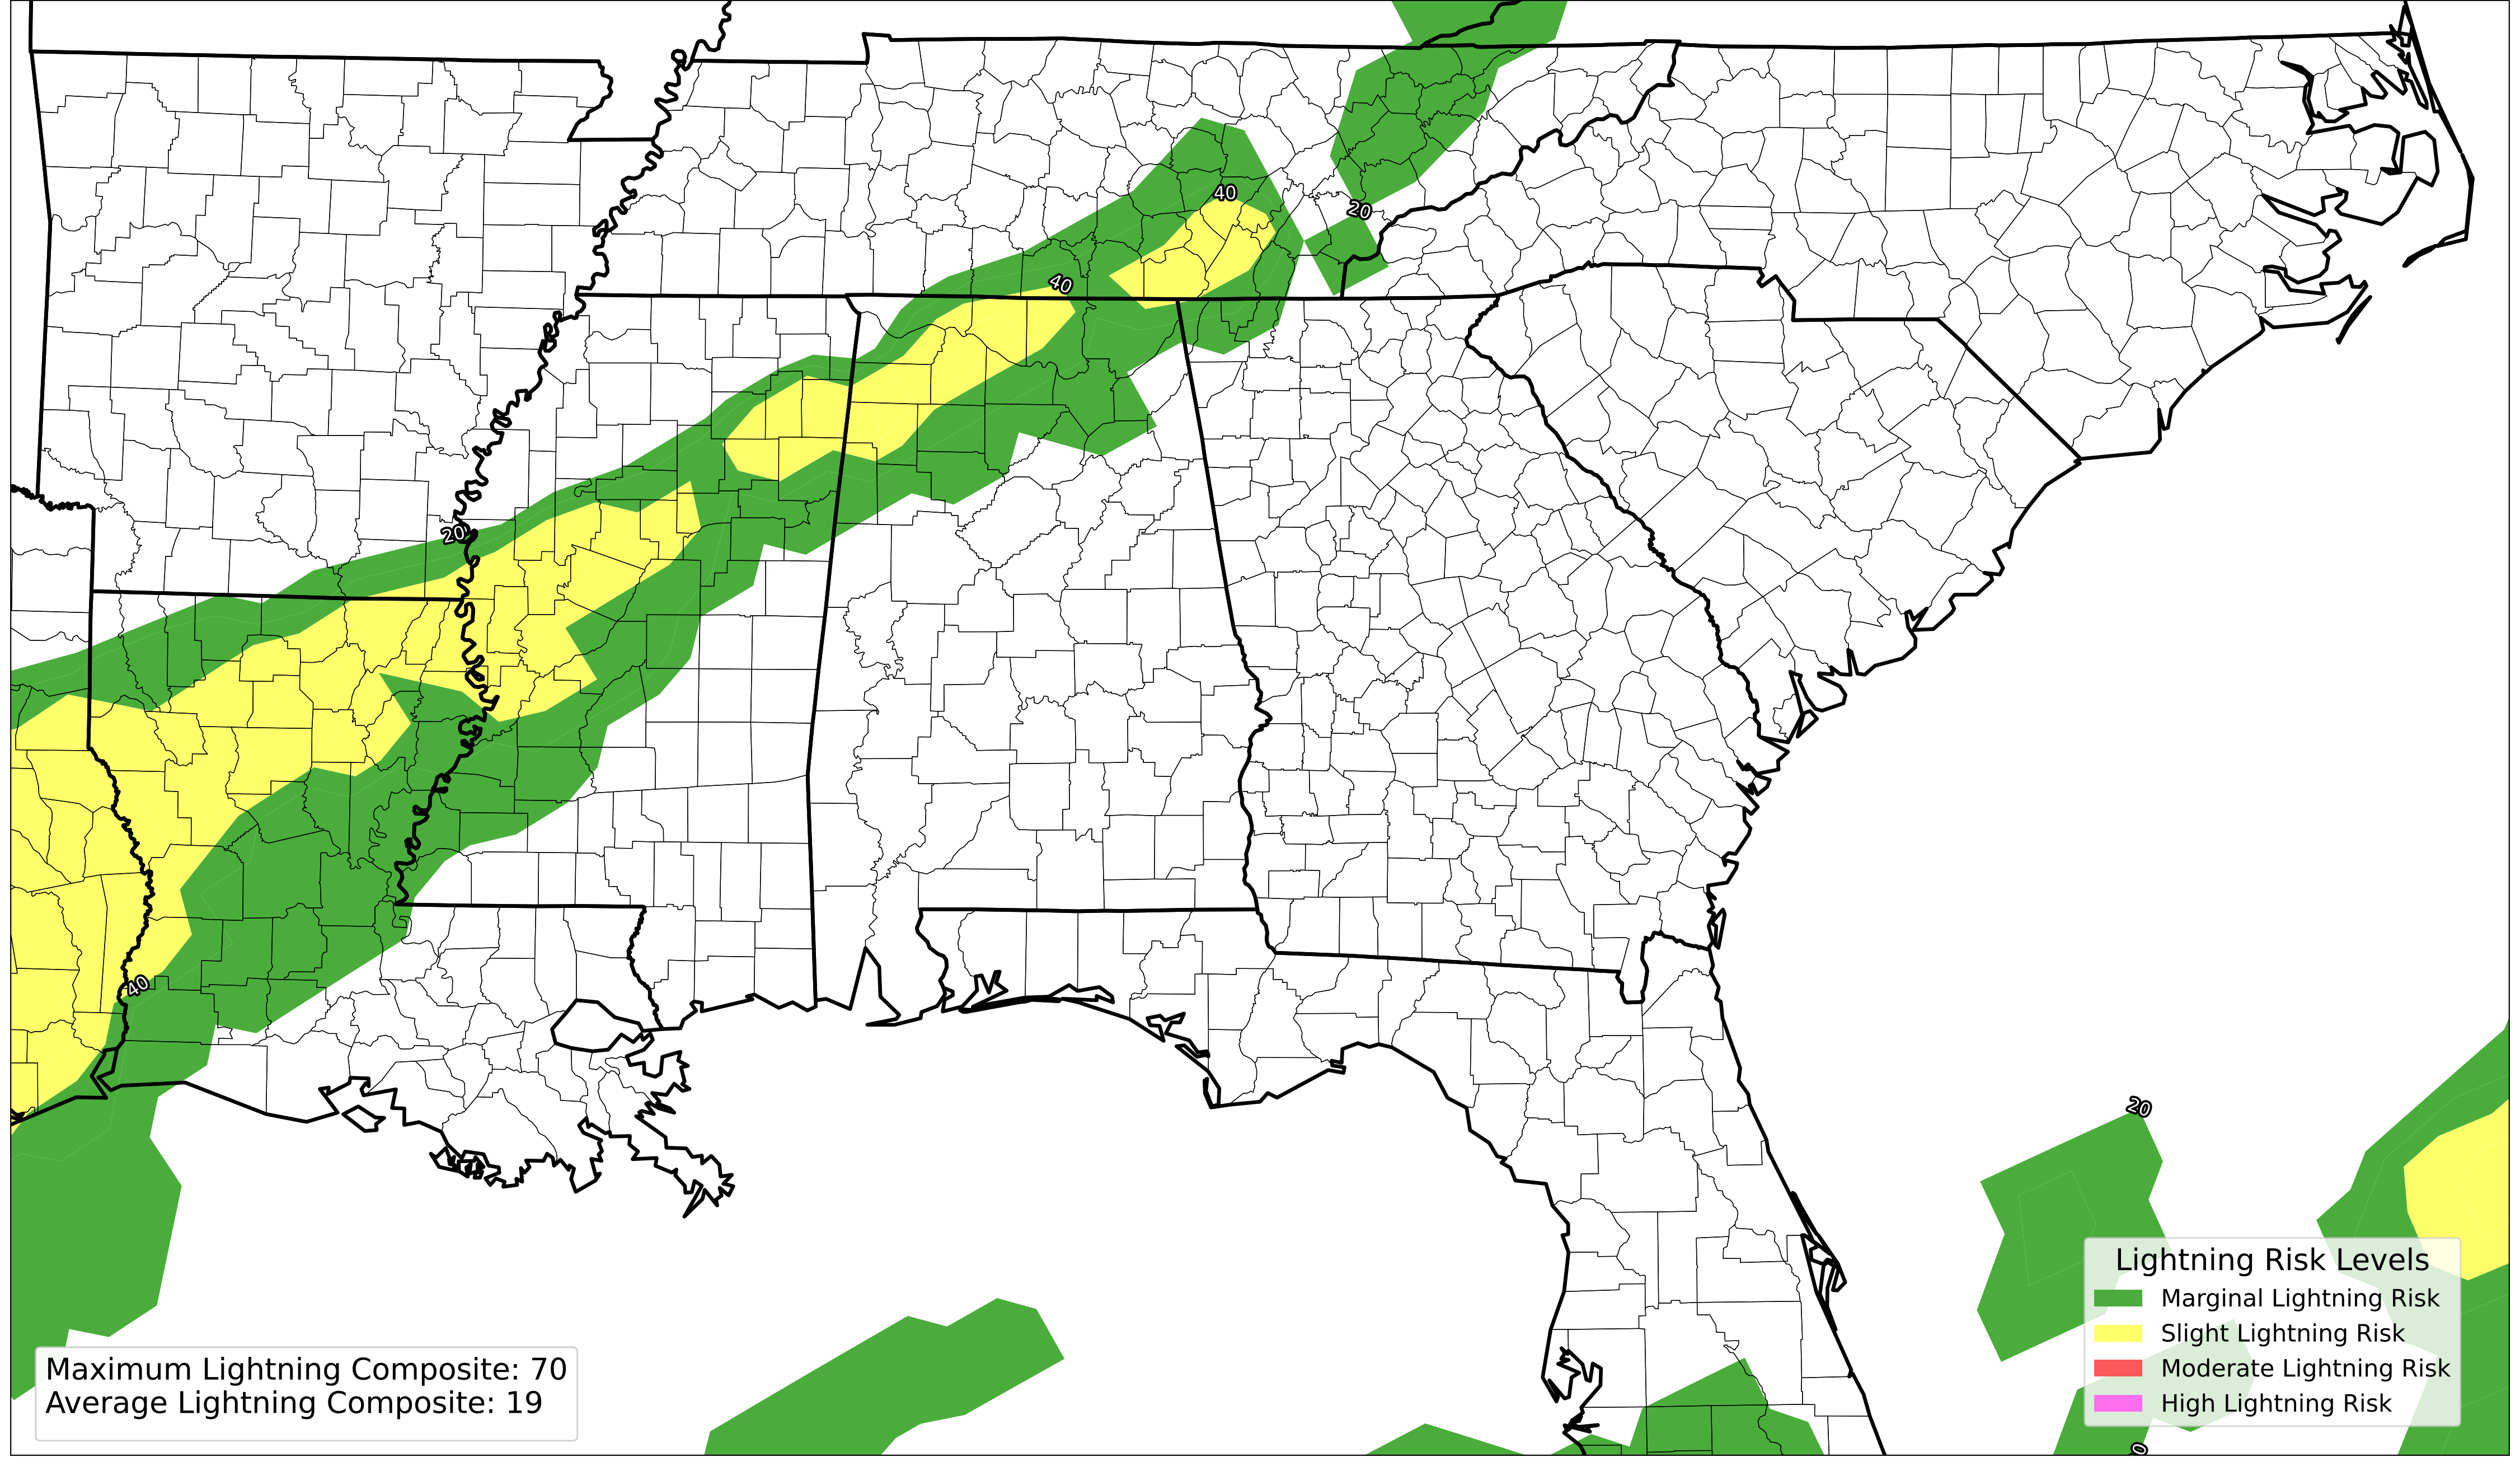 40
20
40
20
40
20
Lightning Risk Levels
Marginal Lightning Risk
Slight Lightning Risk
Moderate Lightning Risk
High Lightning Risk
Maximum Lightning Composite: 70
Average Lightning Composite: 19